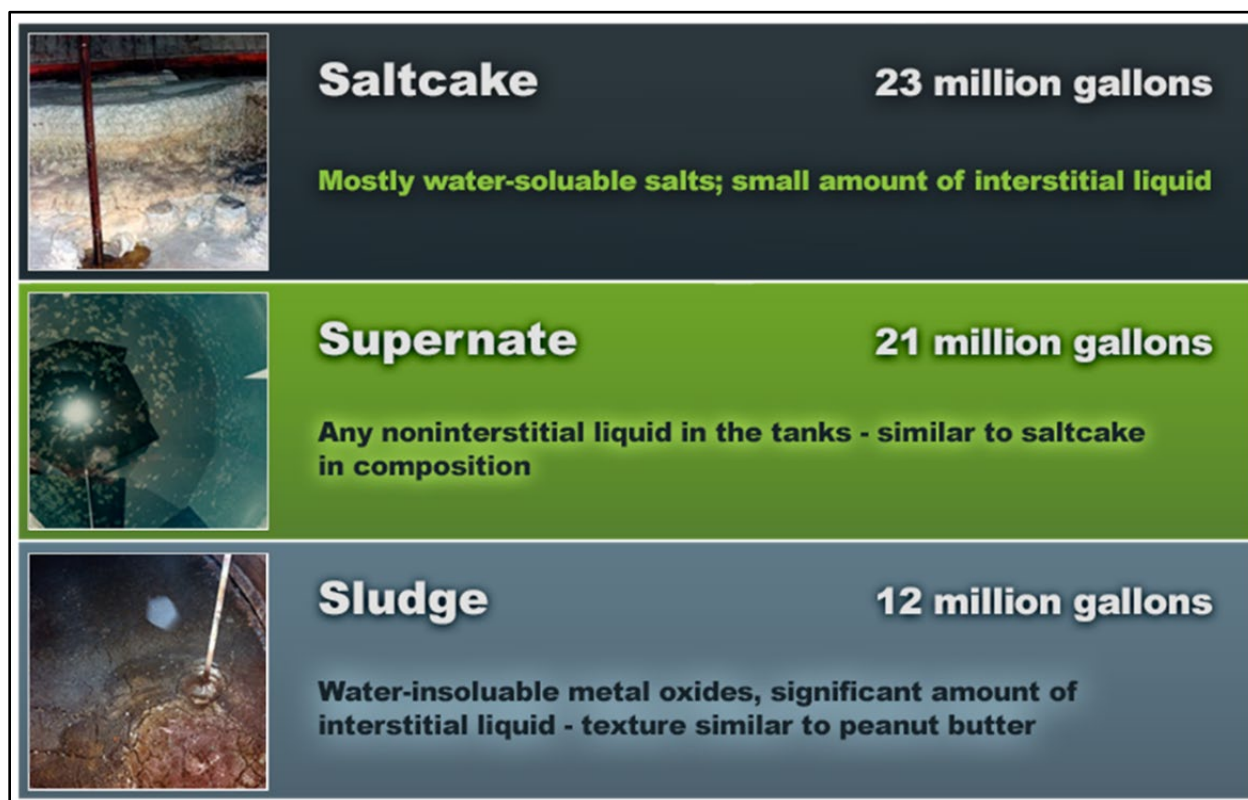 Saltcake
23 million gallons
Mostly water-soluable salts; small amount of interstitial liquid
Supernate
21 million gallons
Any noninterstitial liquid in the tanks - similar to saltcake
in composition
Sludge
12 million gallons
Water-insoluable metal oxides, significant amount of
interstitial liquid - texture similar to peanut butter